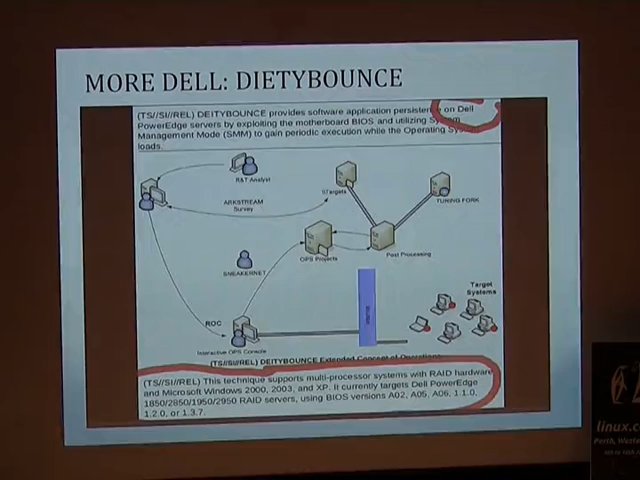 MORE DELL: DIETYBOUNCE
(TS//SI//REL) DEITYBOUNCE provides software application persistence on Dell
PowerEdge servers by exploiting the motherboard BIOS and utilizing System
Management Mode (SMM) to gain periodic execution while the Operating System
loads.
R&T Analyst
STargets
TUNING FORK
ARKSTREAM
Survey
OPS Projects
Post Processing
SNEAKERNET
Target
Systems
ROC
Interactive OPS Console
(TS//SI//REL) DEITYBOUNCE Extended Concept of Operations
(TS//SI//REL) This technique supports multi-processor systems with RAID hardware
and Microsoft Windows 2000, 2003, and XP. It currently targets Dell PowerEdge
1850/2850/1950/2950 RAID servers, using BIOS versions A02, A05, A06, 1.1.0,
1.2.0, or 1.3.7.
linux.c
Perth, Weste